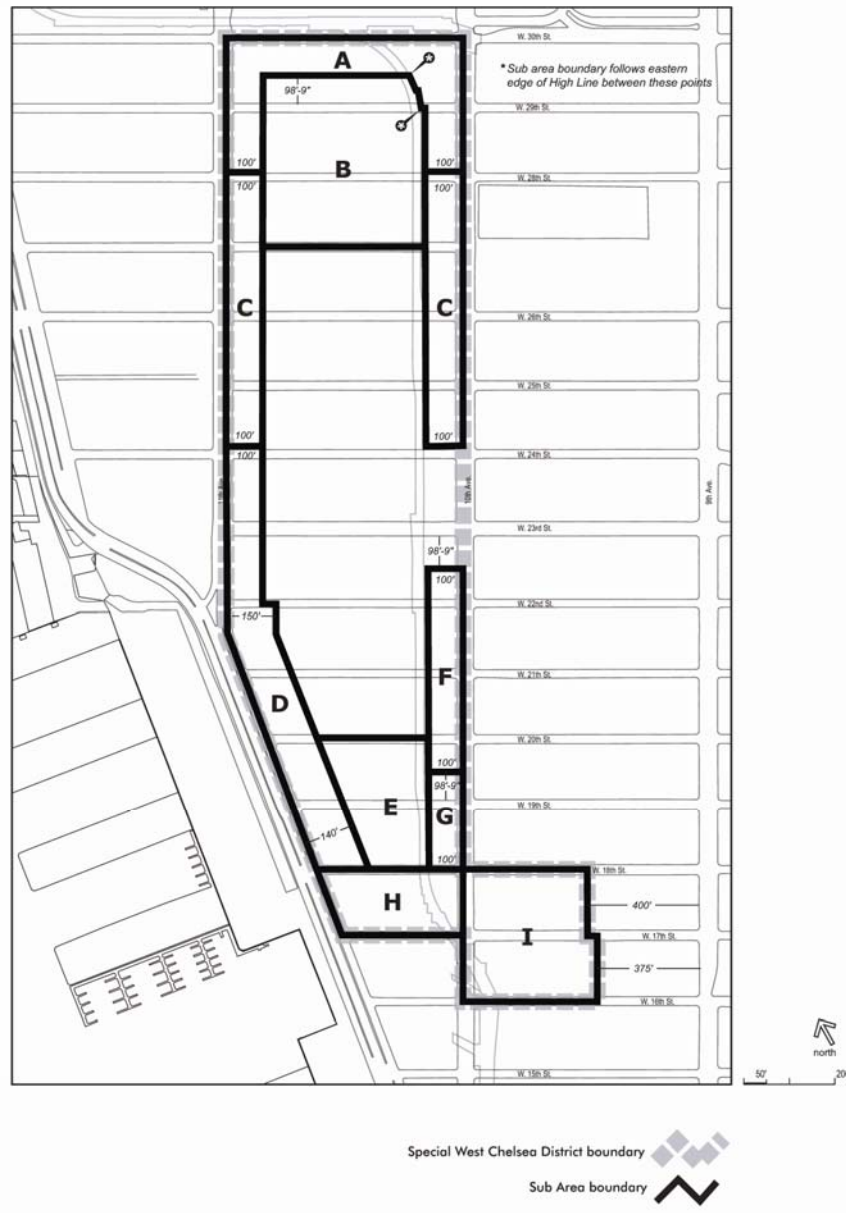 W. 30th St.
A
* Sub area boundary follows eastern
edge of High Line between these points
98'-9"
W. 29th St.
100'
100'
B
W. 28th St.
100'
100'
C
C
W. 26th St.
W. 25th St.
100'
100'
100'
W. 24th St.
11th Ave.
10th Ave.
9th Ave.
W. 23rd St.
98'-9"
100'
W. 22nd St.
150'
F
W. 21th St.
D
W. 20th St.
100'
98'-9"
E
G
W. 19th St.
140'
100'
W. 18th St.
H
400'
I
W. 17th St.
375'
W. 16th St.
north
W. 15th St.
50'
200
Special West Chelsea District boundary
Sub Area boundary